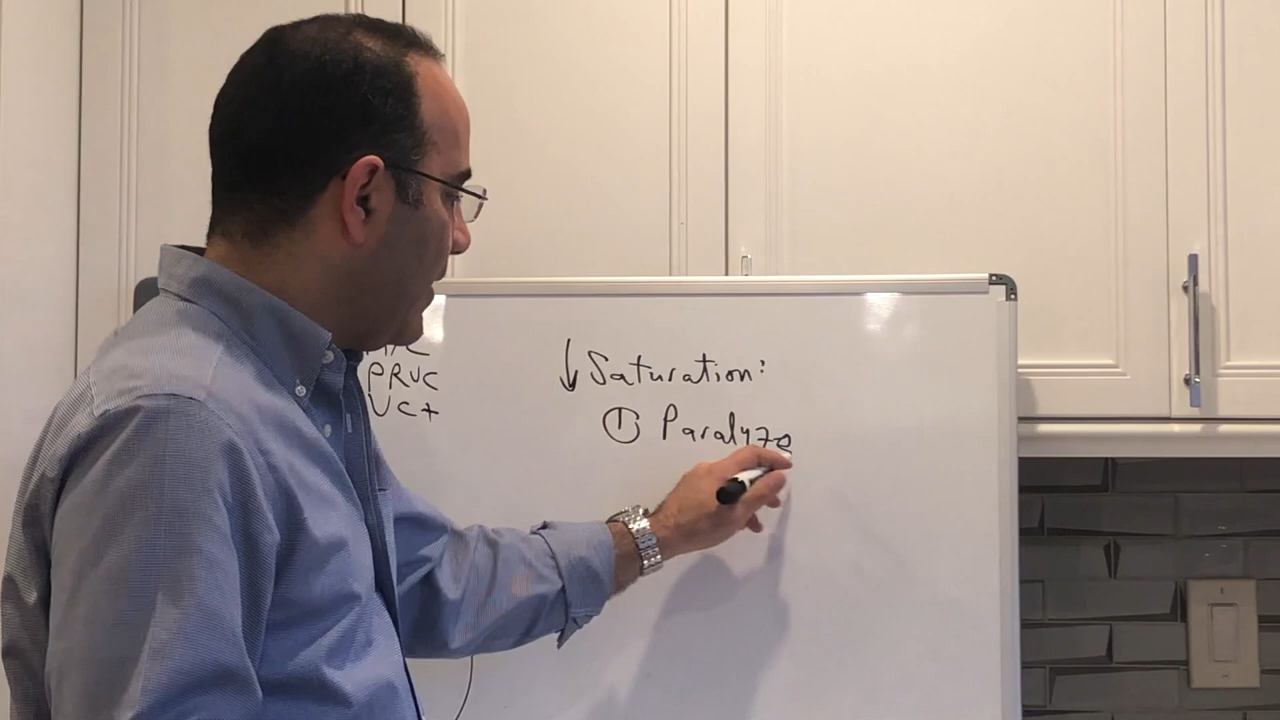 PRVC
VC+
↓ Saturation:
① Paralyze